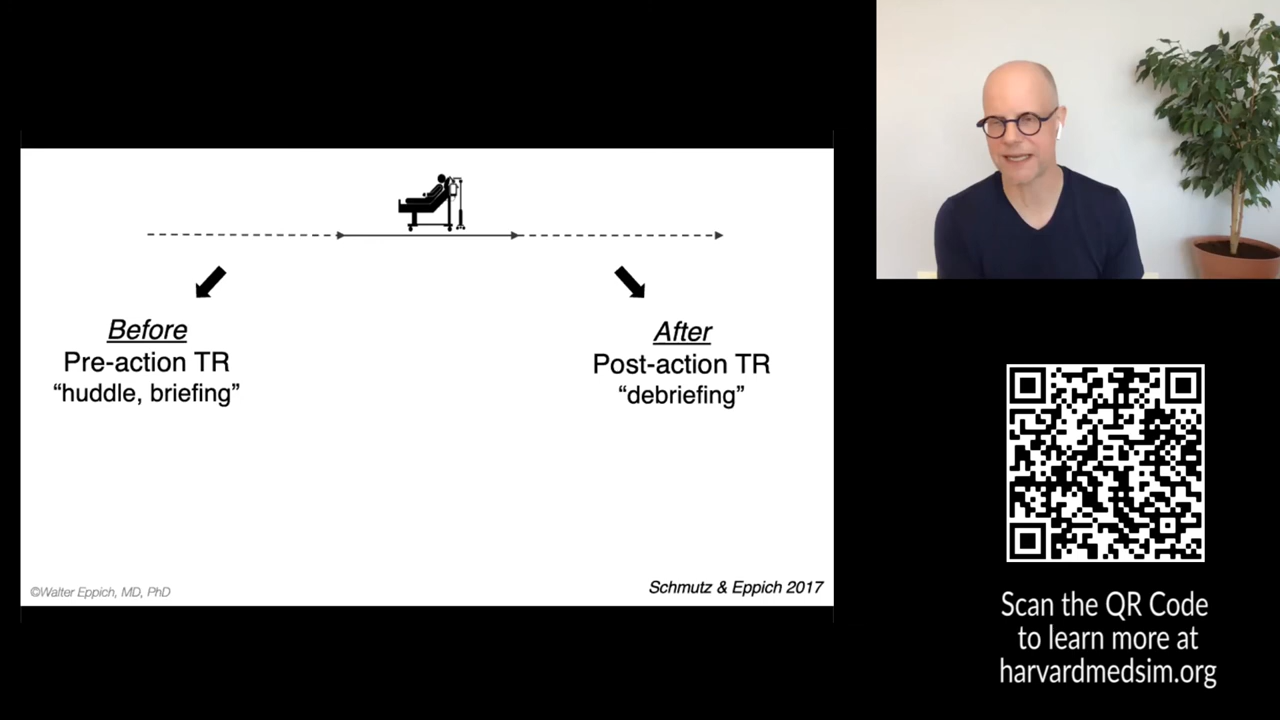 Before
Pre-action TR
“huddle, briefing”
After
Post-action TR
“debriefing”
©Walter Eppich, MD, PhD
Schmutz & Eppich 2017
Scan the QR Code
to learn more at
harvardmedsim.org